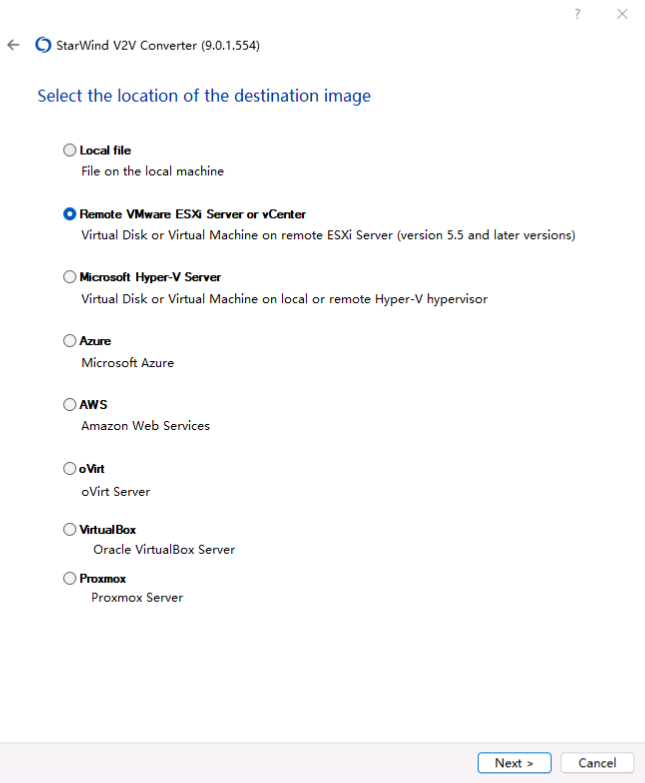 ?
StarWind V2V Converter (9.0.1.554)
Select the location of the destination image
Local file
File on the local machine
Remote VMware ESXi Server or vCenter
Virtual Disk or Virtual Machine on remote ESXi Server (version 5.5 and later versions)
Microsoft Hyper-V Server
Virtual Disk or Virtual Machine on local or remote Hyper-V hypervisor
Azure
Microsoft Azure
AWS
Amazon Web Services
oVirt
oVirt Server
VirtualBox
Oracle VirtualBox Server
Proxmox
Proxmox Server
Next > Cancel